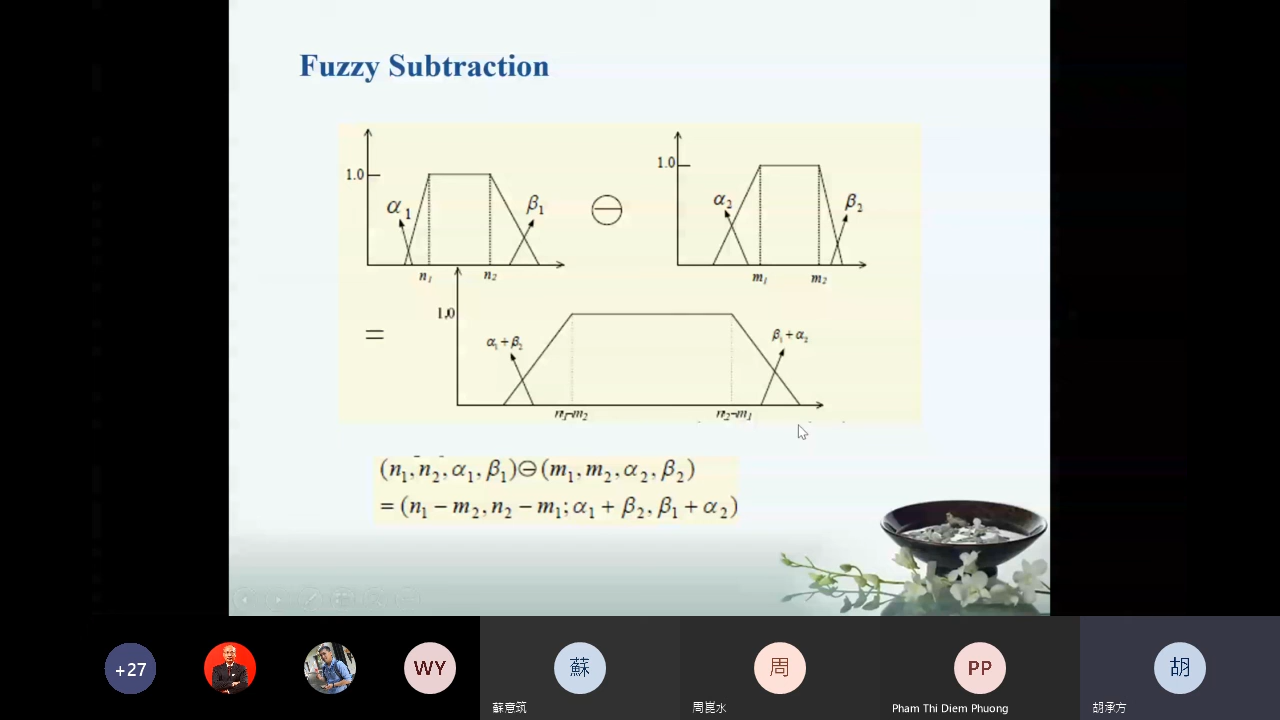 Fuzzy Subtraction
1.0
α₁
β₁
n₁
n₂
⊖
1.0
α₂
β₂
m₁
m₂
=
1.0
α₁+β₂
β₁+α₂
n₁-m₂
n₂-m₁
(n₁,n₂,α₁,β₁)⊖(m₁,m₂,α₂,β₂)
=(n₁-m₂,n₂-m₁;α₁+β₂,β₁+α₂)
+27
WY
蘇
周
PP
胡
蘇意筑
周崑水
Pham Thi Diem Phuong
胡承方